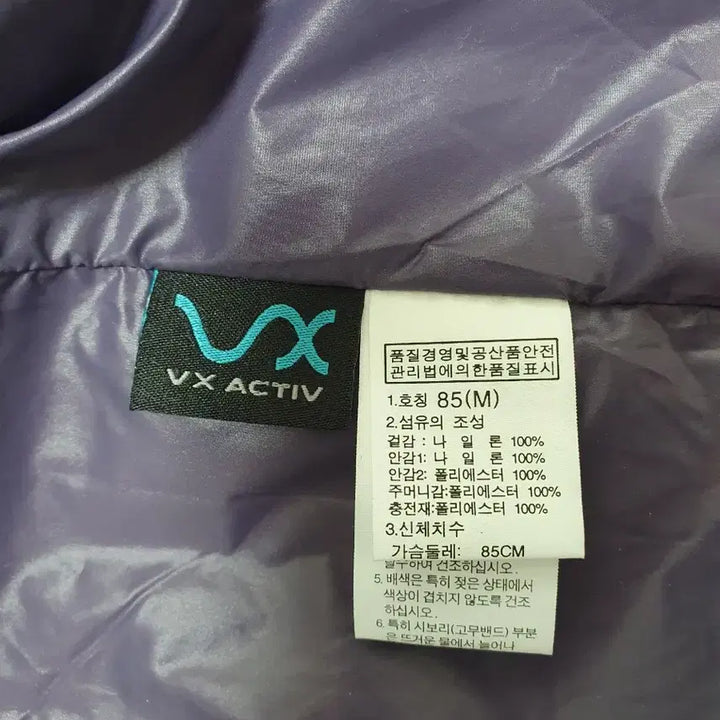 VX
VX ACTIV
품질경영및공산품안전
관리법에의한품질표시
1.호칭 85(M)
2.섬유의 조성
겉감 : 나 일 론 100%
안감1: 나 일 론 100%
안감2: 폴리에스터 100%
주머니감:폴리에스터 100%
충전재:폴리에스터 100%
3.신체치수
가슴둘레: 85CM
건조하십시오.
5. 배색은 특히 젖은 상태에서
색상이 겹치지 않도록 건조
하십시오.
6. 특히 시보리(고무밴드) 부분
은 뜨거운 물에서 늘어나